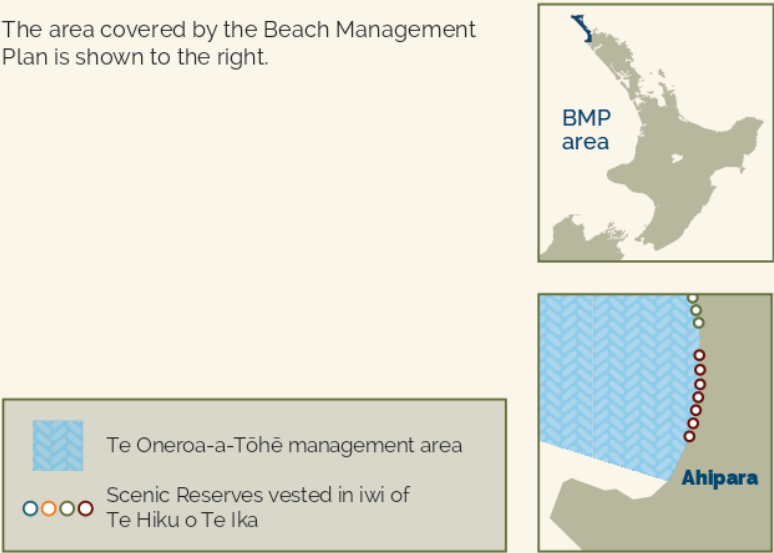 The area covered by the Beach Management
Plan is shown to the right.
BMP
area
Te Oneroa-a-Tōhē management area
Scenic Reserves vested in iwi of
Te Hiku o Te Ika
Ahipara